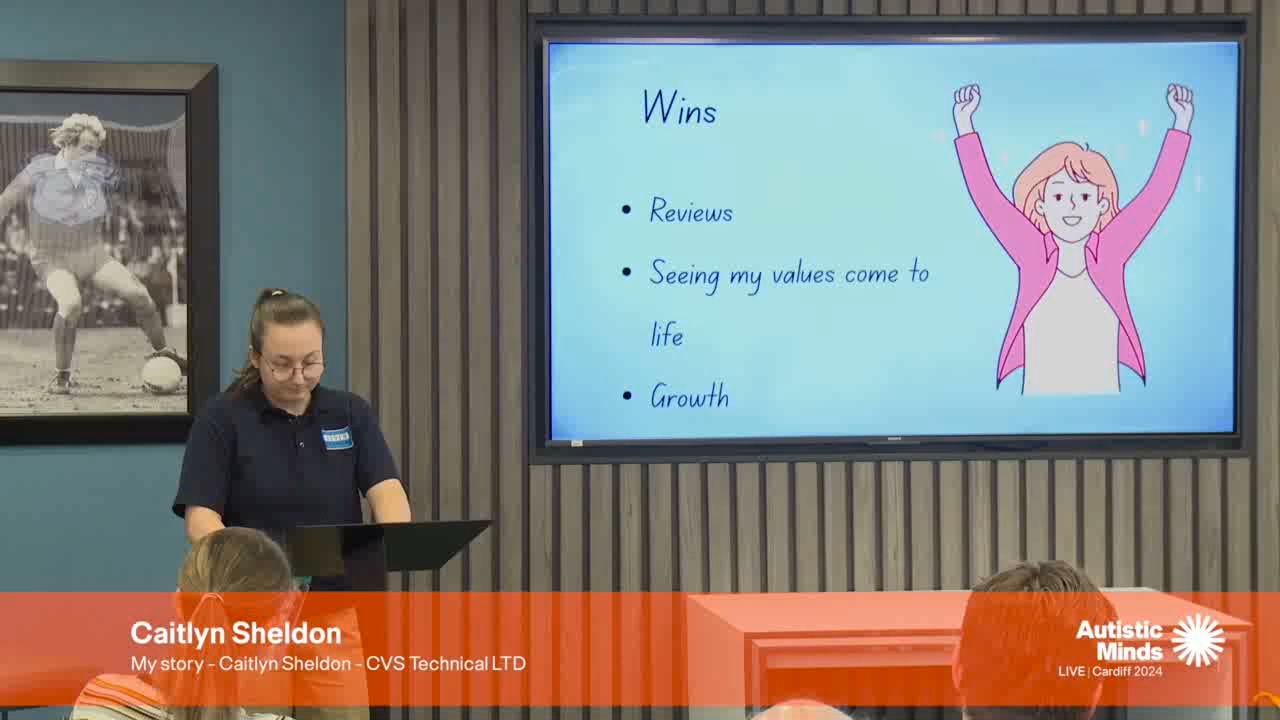 Wins
Reviews
Seeing my values come to
life
Growth
Caitlyn Sheldon
My story - Caitlyn Sheldon - CVS Technical LTD
Autistic
Minds
LIVE | Cardiff 2024